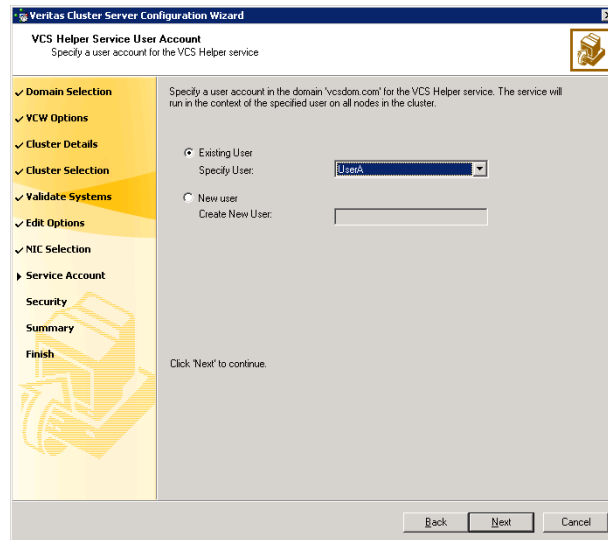 Veritas Cluster Server Configuration Wizard
VCS Helper Service User Account
Specify a user account for the VCS Helper service
Domain Selection
VCW Options
Cluster Details
Cluster Selection
Validate Systems
Edit Options
NIC Selection
Service Account
Security
Summary
Finish
Specify a user account in the domain 'vcsdom.com' for the VCS Helper service. The service will
run in the context of the specified user on all nodes in the cluster.
Existing User
Specify User:
UserA
New user
Create New User:
Click 'Next' to continue.
Back
Next
Cancel